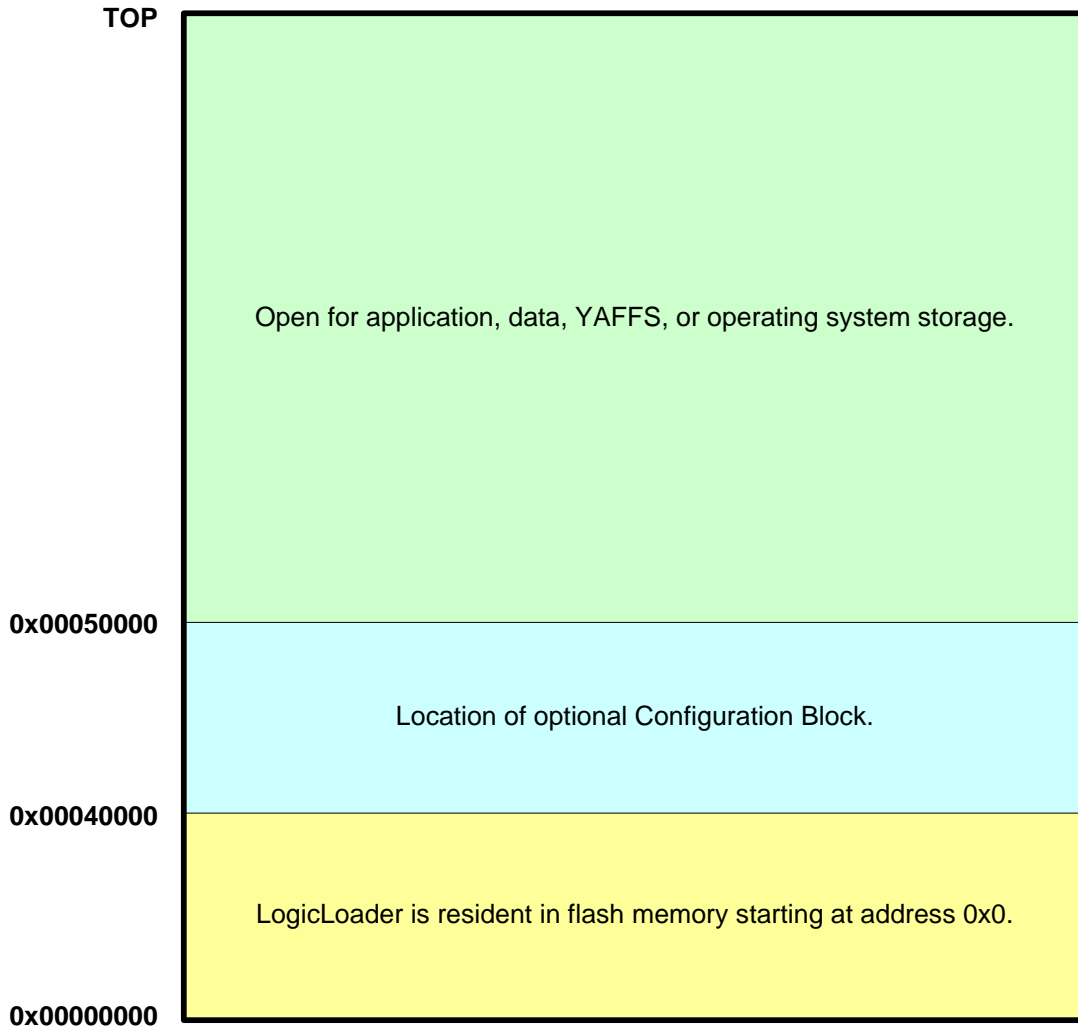 TOP
Open for application, data, YAFFS, or operating system storage.
0x00050000
Location of optional Configuration Block.
0x00040000
LogicLoader is resident in flash memory starting at address 0x0.
0x00000000